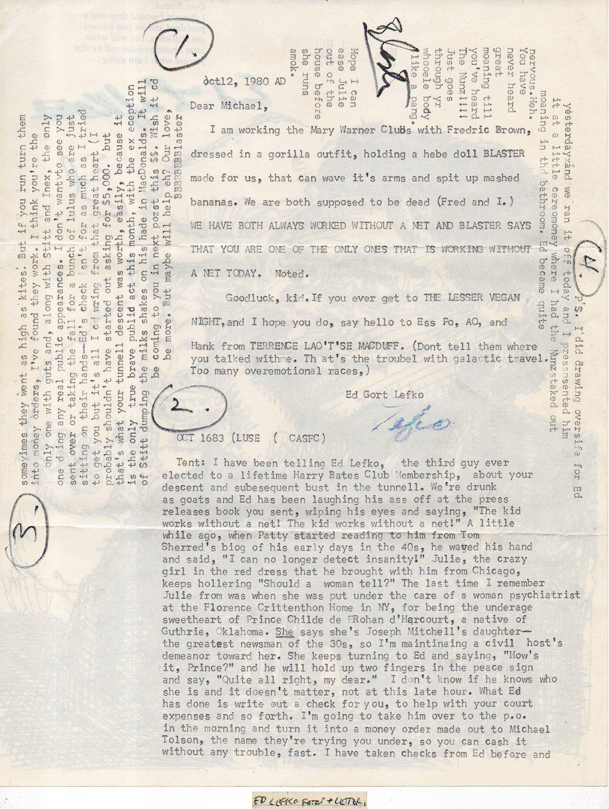 1.
Oct12, 1980 AD
Dear Michael,
I am working the Mary Warner Clubs with Fredric Brown,
dressed in a gorilla outfit, holding a hebe doll BLASTER
made for us, that can wave it's arms and spit up mashed
bananas. We are both supposed to be dead (Fred and I.)
WE HAVE BOTH ALWAYS WORKED WITHOUT A NET AND BLASTER SAYS
THAT YOU ARE ONE OF THE ONLY ONES THAT IS WORKING WITHOUT
A NET TODAY. Noted.
Goodluck, kid. If you ever get to THE LESSER VEGAN
NIGHT, and I hope you do, say hello to Ess Po, AO, and
Hank from TERRENCE LAO'T'SE MACDUFF. (Dont tell them where
you talked withme. Th at's the troubel with galactic travel.
Too many overemotional races,)
Ed Gort Lefko
Lefko
2.
OCT 1683 (LUSE ( CASFC)
Tent: I have been telling Ed Lefko, the third guy ever
elected to a lifetime Harry Bates Club Membership, about your
descent and subesequent bust in the tunnell. We're drunk
as goats and Ed has been laughing his ass off at the press
releases book you sent, wiping his eyes and saying, "The kid
works without a net! The kid works without a net!" A little
while ago, when Patty started reading to him from Tom
Sherred's biog of his early days in the 40s, he waved his hand
and said, "I can no longer detect insanity!" Julie, the crazy
girl in the red dress that he brought with him from Chicago,
keeps hollering "Should a woman tell?" The last time I remember
Julie from was when she was put under the care of a woman psychiatrist
at the Florence Crittenthon Home in NY, for being the underage
sweetheart of Prince Childe de Rohan d'Harcourt, a native of
Guthrie, Oklahoma. She says she's Joseph Mitchell's daughter—
the greatest newsman of the 30s, so I'm maintaining a civil host's
demeanor toward her. She keeps turning to Ed and saying, "How's
it, Prince?" and he will hold up two fingers in the peace sign
and say, "Quite all right, my dear." I don't know if he knows who
she is and it doesn't matter, not at this late hour. What Ed
has done is write out a check for you, to help with your court
expenses and so forth. I'm going to take him over to the p.o.
in the morning and turn it into a money order made out to Michael
Tolson, the name they're trying you under, so you can cash it
without any trouble, fast. I have taken checks from Ed before and
3.
someyimes they went as high as kites. But if you run turn them
into money orders, I've found they work. I think you're the
only one with guts and, along with Stitt and Inex, the only
one doing any real public appearances. I don't wantyto see you
sent over or taking the fall for a bunch of lulus who are just
sitting on their hands--Ed's check isn't for as much as I tried
to get you but it's all I cd wring from that great heart (I
probably shouldn't have started out asking for $5,000. but
that's what your tunnell descent was worth, easily, because it
is the only true brave public act this month, with the ex eception
of Stitt dumping the milks shakes on his hade in MacDonalds. It will
be coming to you in next pozst this $$. Wish it cd
be more. But maybe will help eh? Our love,
BEBBBBBBlaster
4.
P.S. I did drawing oversifs for Ed
yesterday and we ran it off today and I pressented him
it at a little ceremomony where I had the Nunzstaked out
moaning in thd bathroom. Ed became quite
nervous. Heh.
You have
never heard
great
moaning till
you've heard
The Nunz!!!!
Just goes
through yr
whooele body
like a pang.
Hope I can
ease Julie
out of the
house before
she runs
amok.
Blaster
ED LEFKO FOTOS + LETTER.